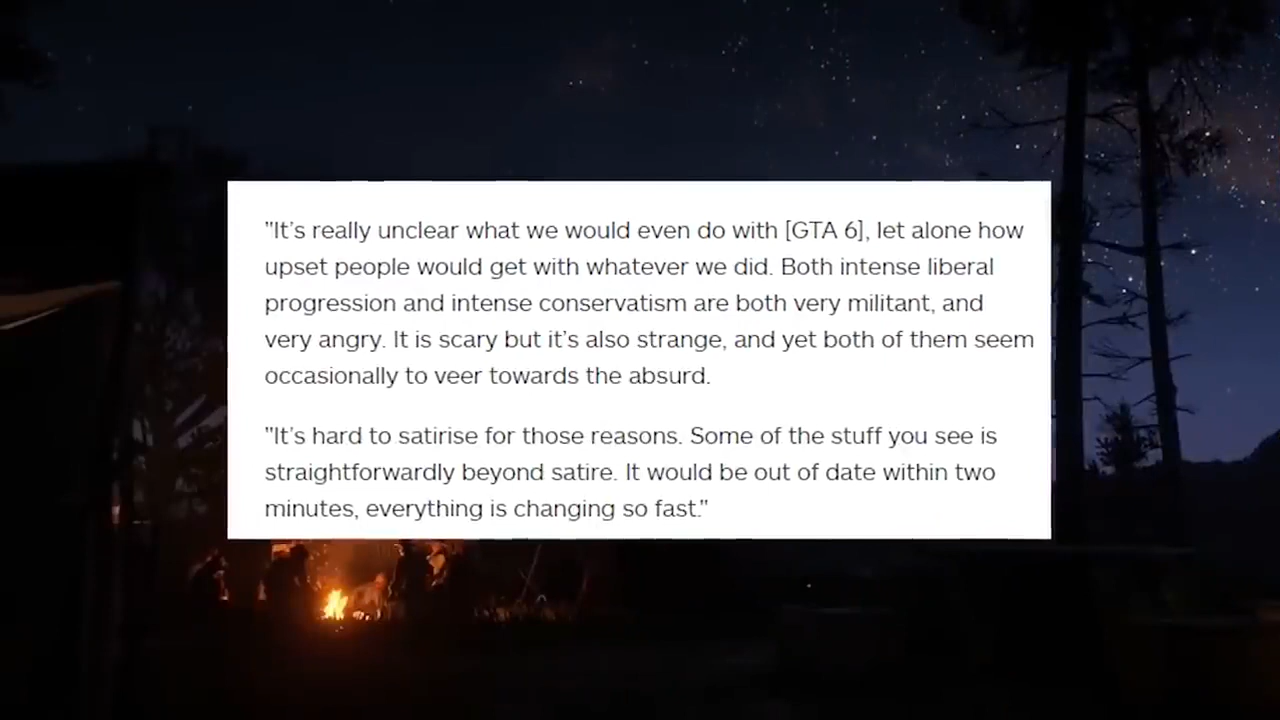 "It's really unclear what we would even do with [GTA 6], let alone how
upset people would get with whatever we did. Both intense liberal
progression and intense conservatism are both very militant, and
very angry. It is scary but it's also strange, and yet both of them seem
occasionally to veer towards the absurd.
"It's hard to satirise for those reasons. Some of the stuff you see is
straightforwardly beyond satire. It would be out of date within two
minutes, everything is changing so fast."